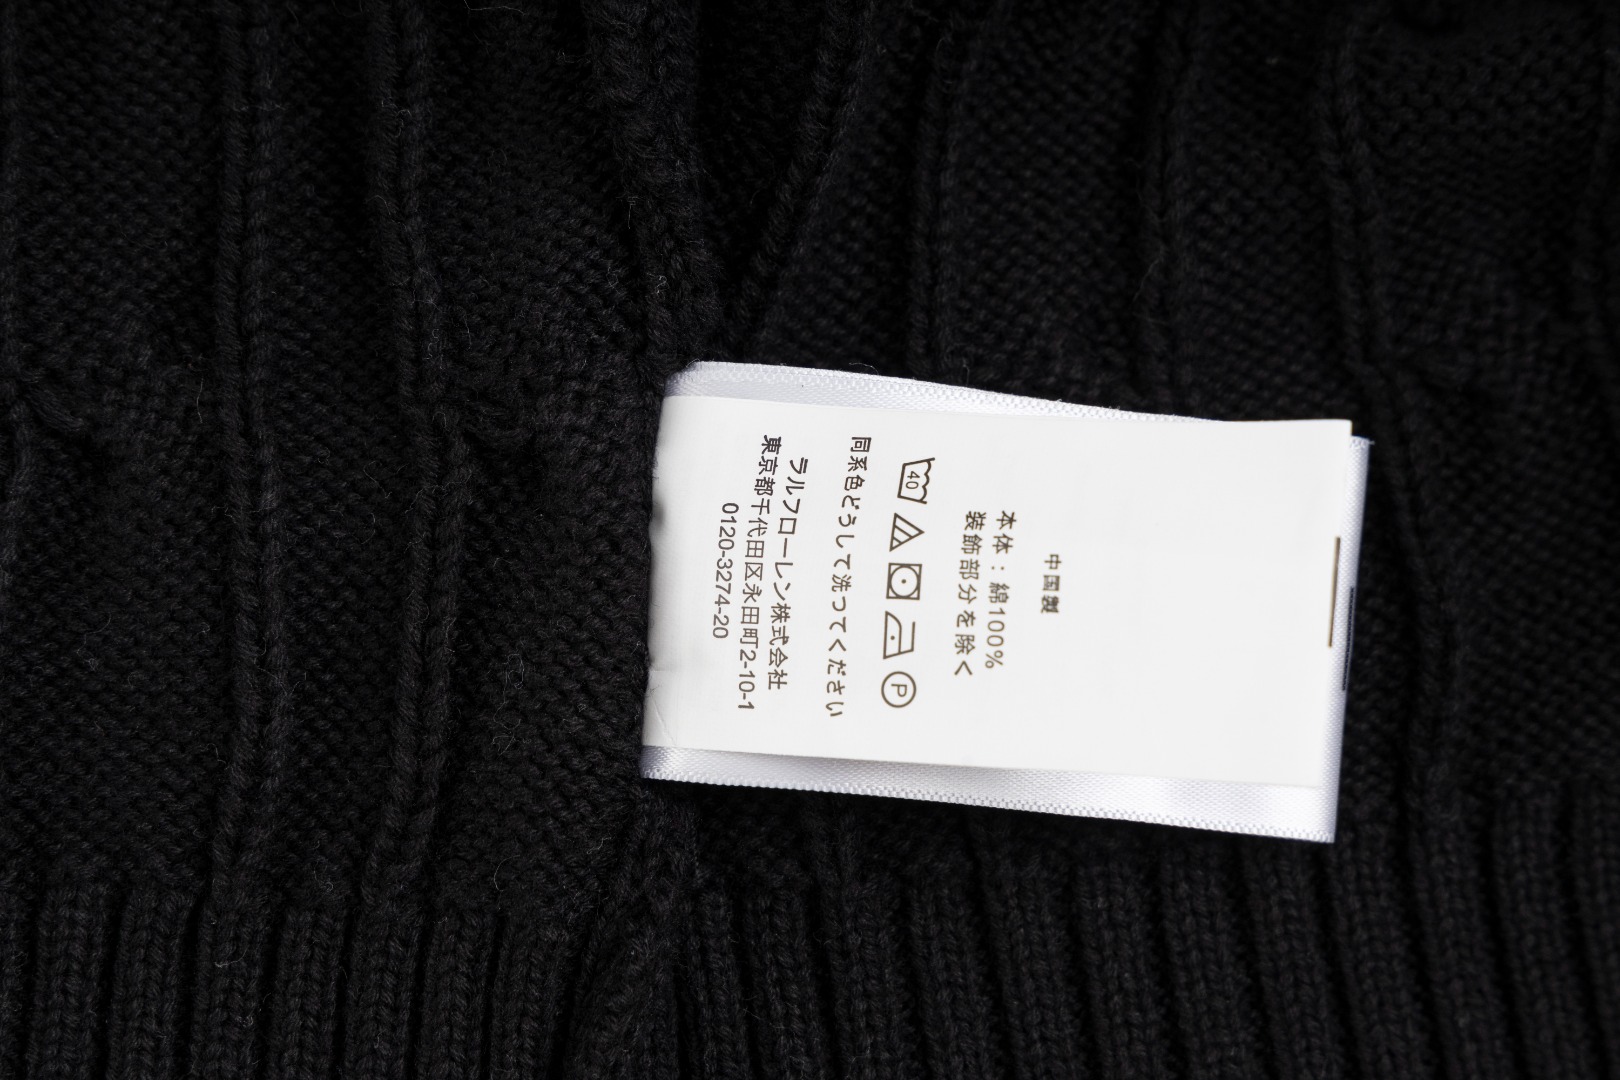 中国製
本体：綿100%
装飾部分を除く
40
P
同系色どうして洗ってください
ラルフローレン株式会社
東京都千代田区永田町2-10-1
0120-3274-20